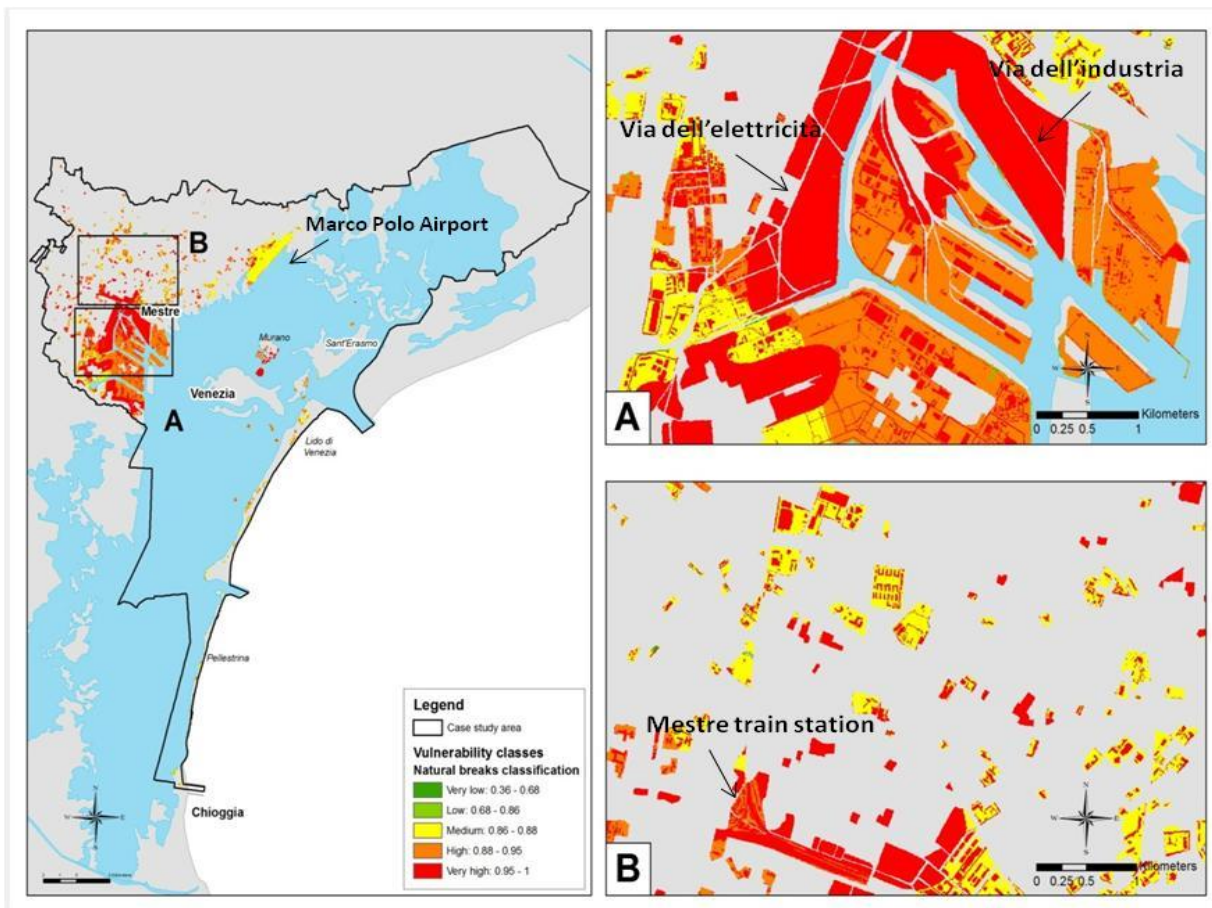 B
Marco Polo Airport
Mestre
Murano
Sant'Erasmo
Venezia
A
Lido di
Venezia
Pellestrina
Chioggia
N
W
E
S
Legend
Case study area
Vulnerability classes
Natural breaks classification
Very low: 0.36 - 0.68
Low: 0.68 - 0.86
Medium: 0.86 - 0.88
High: 0.88 - 0.95
Very high: 0.95 - 1
Via dell'industria
Via dell'elettricità
N
W
E
S
A
Kilometers
0 0.25 0.5 1
Mestre train station
N
W
E
S
B
Kilometers
0 0.25 0.5 1